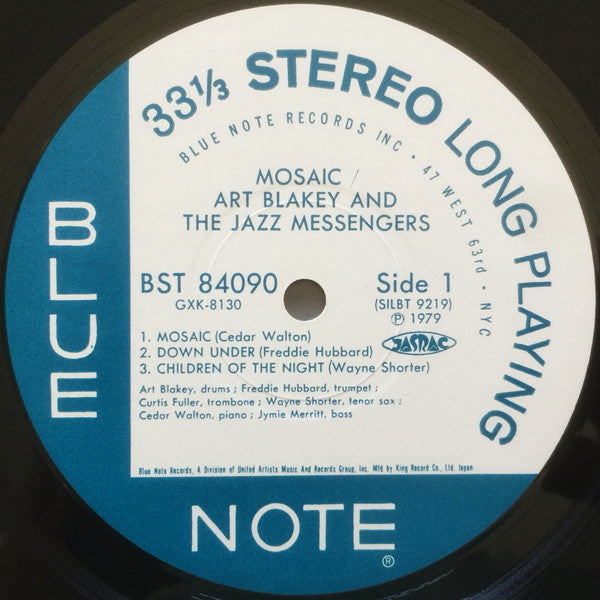 33⅓ STEREO LONG PLAYING
BLUE NOTE RECORDS INC · 47 WEST 63rd · NYC
MOSAIC /
ART BLAKEY AND
THE JAZZ MESSENGERS
BST 84090
GXK-8130
Side 1
(SILBT 9219)
Ⓟ 1979
JASRAC
1. MOSAIC (Cedar Walton)
2. DOWN UNDER (Freddie Hubbard)
3. CHILDREN OF THE NIGHT (Wayne Shorter)
Art Blakey, drums ; Freddie Hubbard, trumpet ;
Curtis Fuller, trombone ; Wayne Shorter, tenor sax ;
Cedar Walton, piano ; Jymie Merritt, bass
Blue Note Records, A Division of United Artists Music And Records Group, Inc. Mfd by King Record Co., Ltd. Japan
BLUE
NOTE®